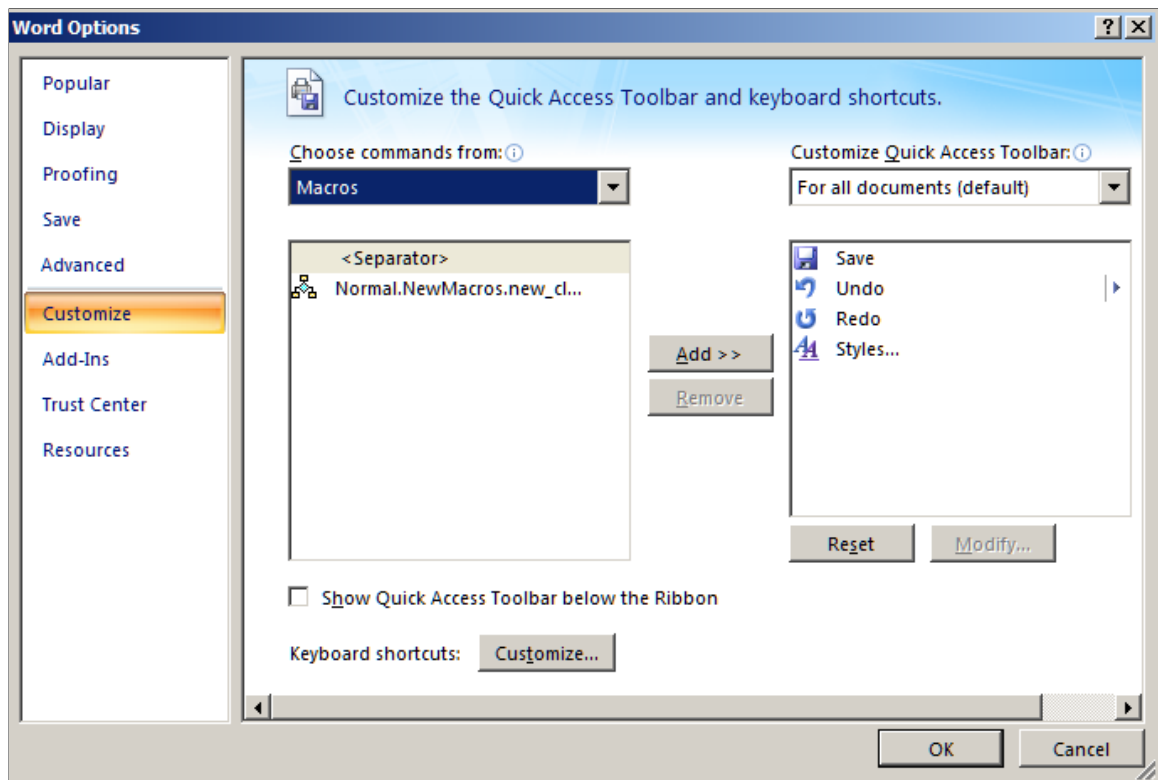 Word Options
Popular
Display
Proofing
Save
Advanced
Customize
Add-Ins
Trust Center
Resources
Customize the Quick Access Toolbar and keyboard shortcuts.
Choose commands from:
Macros
<Separator>
Normal.NewMacros.new_cl...
Add >>
Remove
Customize Quick Access Toolbar:
For all documents (default)
Save
Undo
Redo
Styles...
Reset
Modify...
Show Quick Access Toolbar below the Ribbon
Keyboard shortcuts: Customize...
OK
Cancel